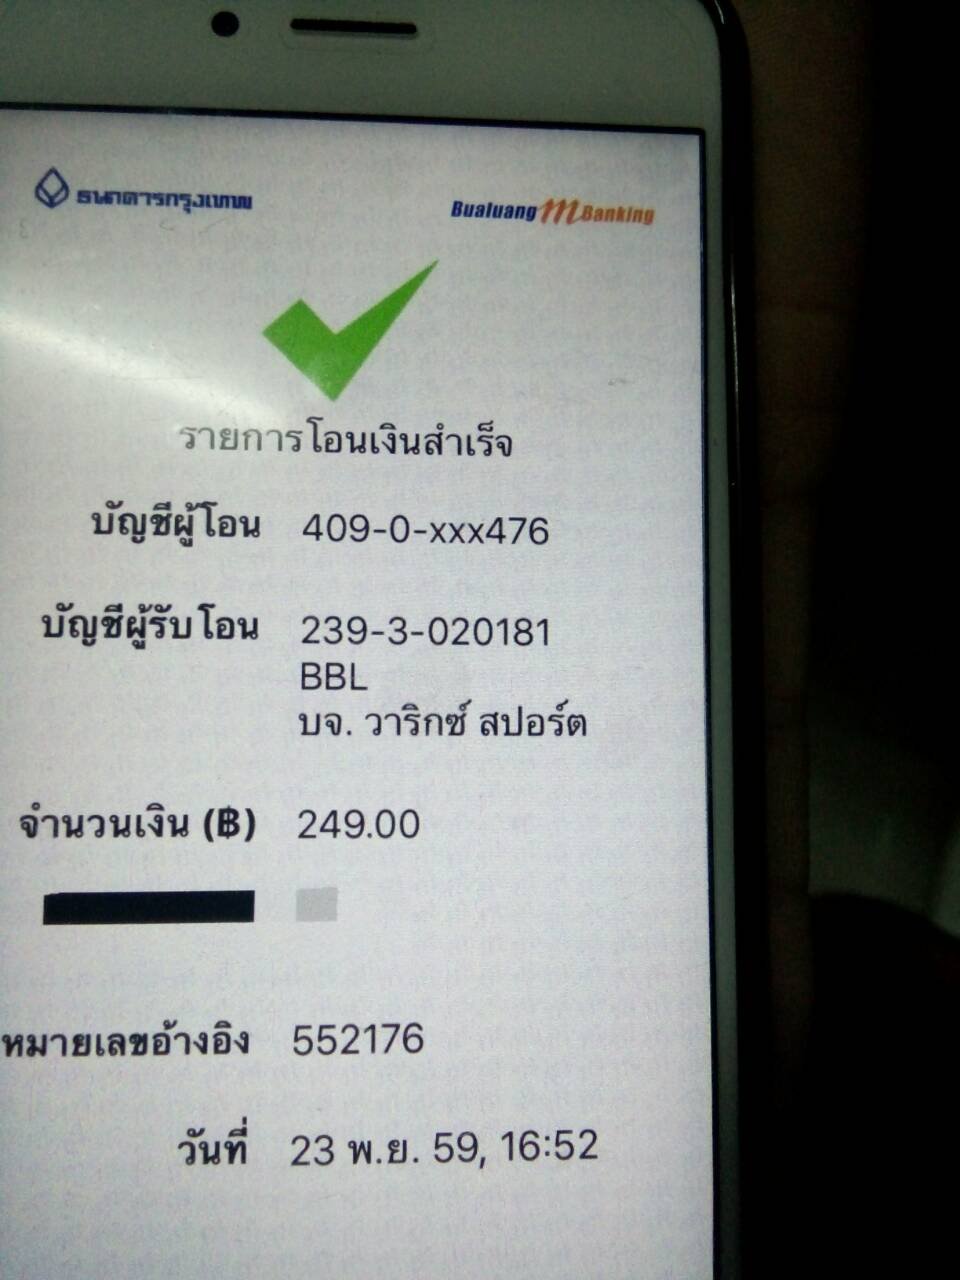 ธนาคารกรุงเทพ
Bualuang mBanking
รายการโอนเงินสำเร็จ
บัญชีผู้โอน 409-0-xxx476
บัญชีผู้รับโอน 239-3-020181
BBL
บจ. วาริกซ์ สปอร์ต
จำนวนเงิน (฿) 249.00
หมายเลขอ้างอิง 552176
วันที่ 23 พ.ย. 59, 16:52